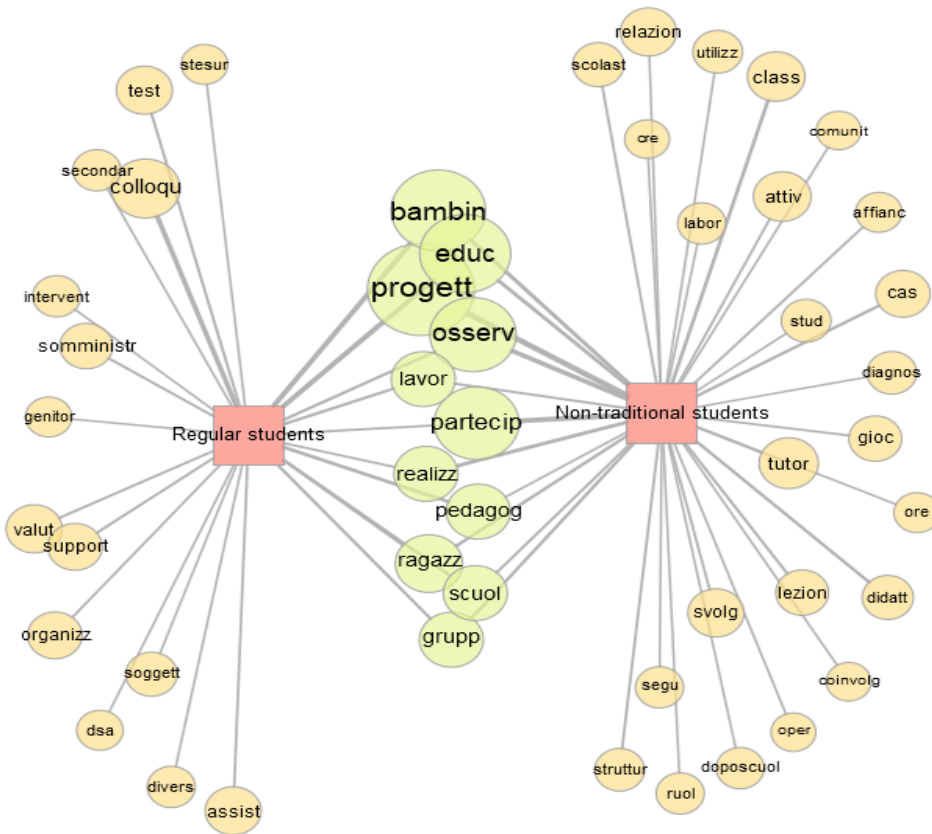 relazion
utilizz
stesur
scolast
class
test
comunit
cre
secondar
colloqu
attiv
affianc
bambin
labor
educ
progett
cas
intervent
stud
osserv
somministr
diagnos
lavor
Non-traditional students
genitor
partecip
Regular students
gioc
tutor
realizz
pedagog
ore
valut
support
ragazz
scuol
lezion
didatt
svolg
organizz
grupp
soggett
coinvolg
segu
dsa
oper
struttur
doposcuol
divers
ruol
assist